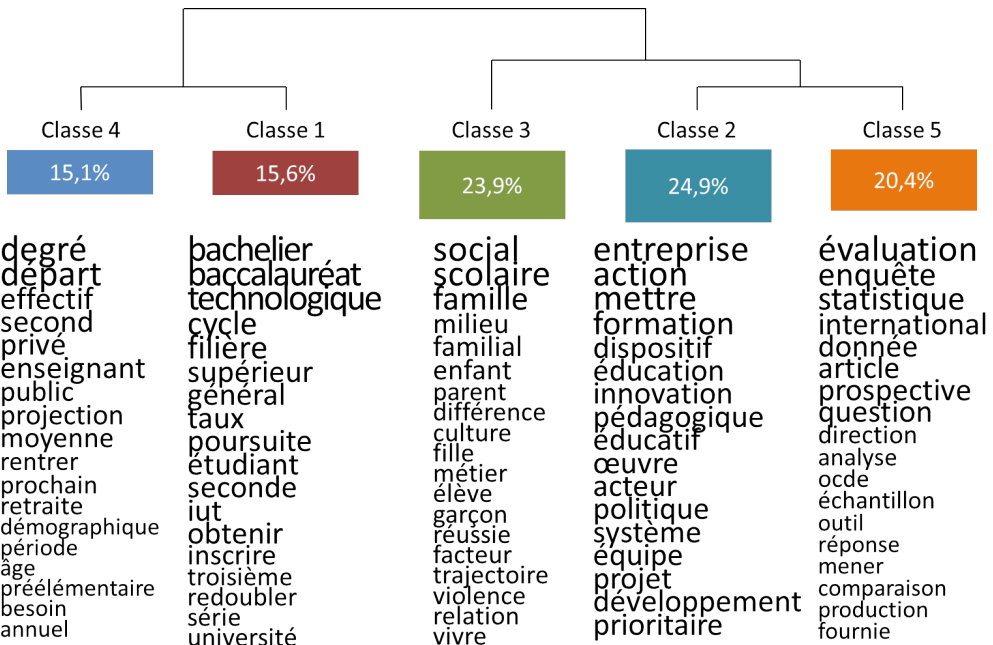 Classe 4
15,1%
degré
départ
effectif
second
privé
enseignant
public
projection
moyenne
rentrer
prochain
retraite
démographique
période
âge
préélémentaire
besoin
annuel
Classe 1
15,6%
bachelier
baccalauréat
technologique
cycle
filière
supérieur
général
taux
poursuite
étudiant
seconde
iut
obtenir
inscrire
troisième
redoubler
série
université
Classe 3
23,9%
social
scolaire
famille
milieu
familial
enfant
parent
différence
culture
fille
métier
élève
garçon
réussie
facteur
trajectoire
violence
relation
vivre
Classe 2
24,9%
entreprise
action
mettre
formation
dispositif
éducation
innovation
pédagogique
éducatif
œuvre
acteur
politique
système
équipe
projet
développement
prioritaire
Classe 5
20,4%
évaluation
enquête
statistique
international
donnée
article
prospective
question
direction
analyse
ocde
échantillon
outil
réponse
mener
comparaison
production
fournie